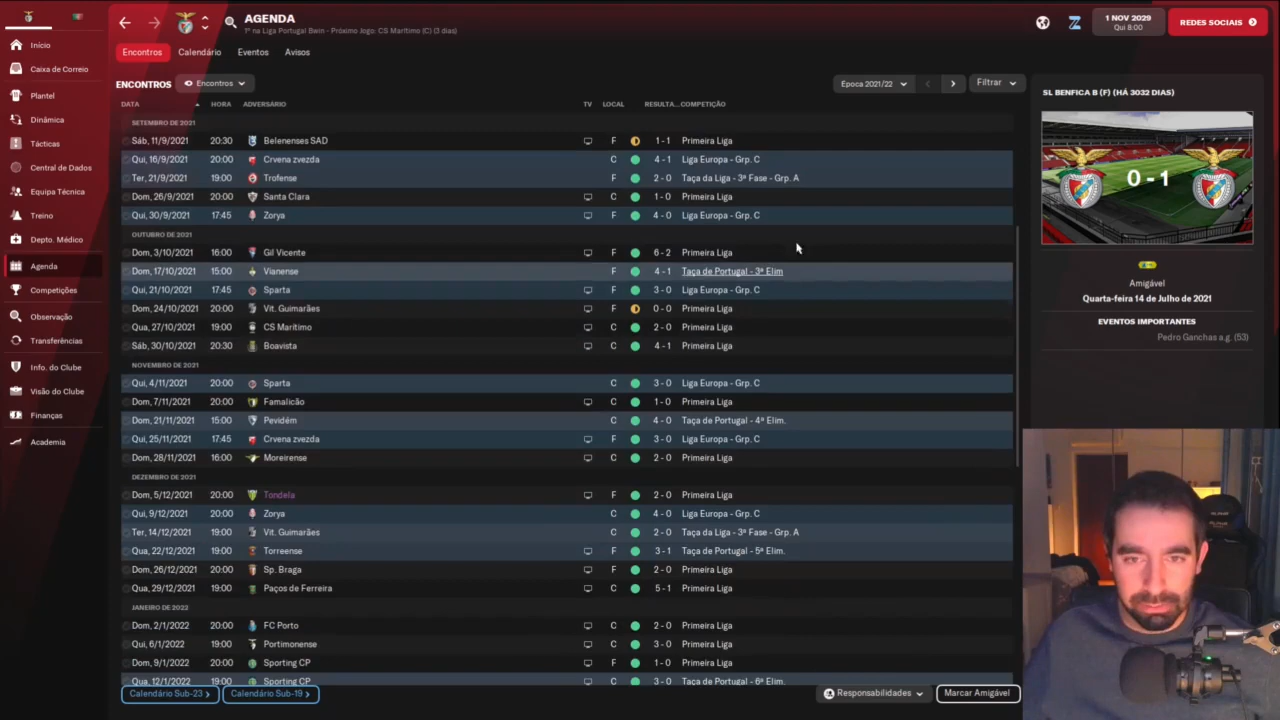 AGENDA
1º na Liga Portugal Bwin - Próximo Jogo: CS Marítimo (C) (3 dias)
1 NOV 2029
Qui 8:00
REDES SOCIAIS
Encontros Calendário Eventos Avisos
ENCONTROS Encontros Época 2021/22 Filtrar
DATA HORA ADVERSÁRIO TV LOCAL RESULTA... COMPETIÇÃO
SETEMBRO DE 2021
Sáb, 11/9/2021 20:30 Belenenses SAD F 1-1 Primeira Liga
Qui, 16/9/2021 20:00 Crvena zvezda C 4-1 Liga Europa - Grp. C
Ter, 21/9/2021 19:00 Trofense F 2-0 Taça da Liga - 3ª Fase - Grp. A
Dom, 26/9/2021 20:00 Santa Clara C 1-0 Primeira Liga
Qui, 30/9/2021 17:45 Zorya F 4-0 Liga Europa - Grp. C
OUTUBRO DE 2021
Dom, 3/10/2021 16:00 Gil Vicente F 6-2 Primeira Liga
Dom, 17/10/2021 15:00 Vianense F 4-1 Taça de Portugal - 3ª Elim
Qui, 21/10/2021 17:45 Sparta F 3-0 Liga Europa - Grp. C
Dom, 24/10/2021 20:00 Vit. Guimarães F 0-0 Primeira Liga
Qua, 27/10/2021 19:00 CS Marítimo C 2-0 Primeira Liga
Sáb, 30/10/2021 20:30 Boavista F 4-1 Primeira Liga
NOVEMBRO DE 2021
Qui, 4/11/2021 20:00 Sparta C 3-0 Liga Europa - Grp. C
Dom, 7/11/2021 20:00 Famalicão C 1-0 Primeira Liga
Dom, 21/11/2021 15:00 Pevidém C 4-0 Taça de Portugal - 4ª Elim.
Qui, 25/11/2021 17:45 Crvena zvezda F 3-0 Liga Europa - Grp. C
Dom, 28/11/2021 16:00 Moreirense C 2-0 Primeira Liga
DEZEMBRO DE 2021
Dom, 5/12/2021 20:00 Tondela F 2-0 Primeira Liga
Qui, 9/12/2021 20:00 Zorya C 4-0 Liga Europa - Grp. C
Ter, 14/12/2021 19:00 Vit. Guimarães C 2-0 Taça da Liga - 3ª Fase - Grp. A
Qua, 22/12/2021 19:00 Torreense F 3-1 Taça de Portugal - 5ª Elim.
Dom, 26/12/2021 20:00 Sp. Braga F 2-0 Primeira Liga
Qua, 29/12/2021 19:00 Paços de Ferreira C 5-1 Primeira Liga
JANEIRO DE 2022
Dom, 2/1/2022 20:00 FC Porto C 2-0 Primeira Liga
Qui, 6/1/2022 19:00 Portimonense C 3-0 Primeira Liga
Dom, 9/1/2022 20:00 Sporting CP F 1-0 Primeira Liga
Qua, 12/1/2022 19:00 Sporting CP C 3-0 Taça de Portugal - 6ª Elim.
Calendário Sub-23 Calendário Sub-19 Responsabilidades Marcar Amigável
Início
Caixa de Correio
Plantel
Dinâmica
Tácticas
Central de Dados
Equipa Técnica
Treino
Depto. Médico
Agenda
Competições
Observação
Transferências
Info. do Clube
Visão do Clube
Finanças
Academia
SL BENFICA B (F) (HÁ 3032 DIAS)
0 - 1
Amigável
Quarta-feira 14 de Julho de 2021
EVENTOS IMPORTANTES
Pedro Ganchas a.g. (53)